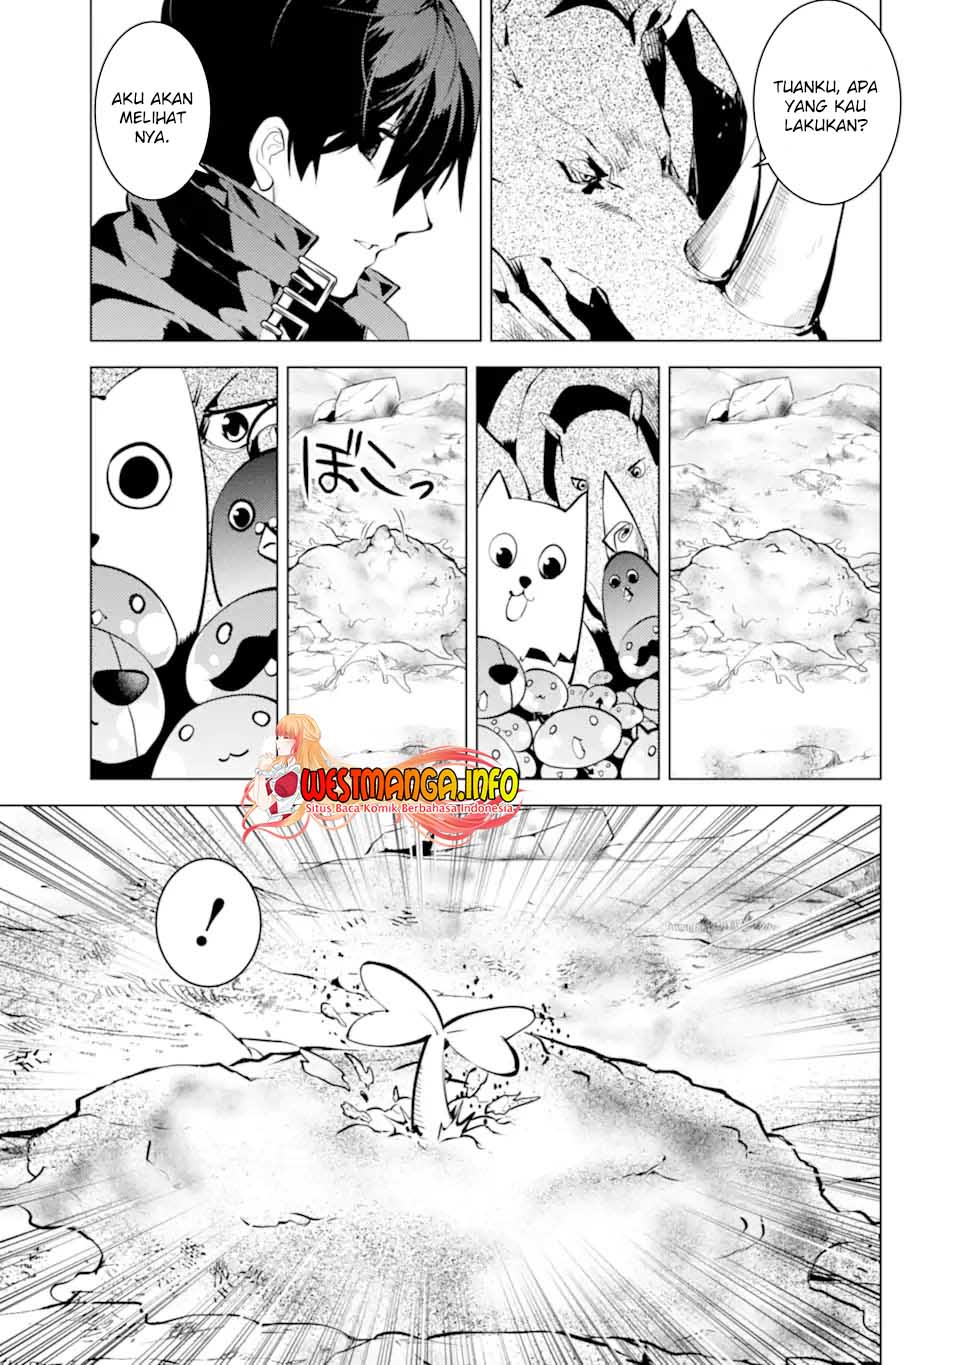 TUANKU, APA
YANG KAU
LAKUKAN?
AKU AKAN
MELIHAT
NYA.
ぼこっ
WESTMANGA.INFO
Situs Baca Komik Berbahasa Indonesia
!